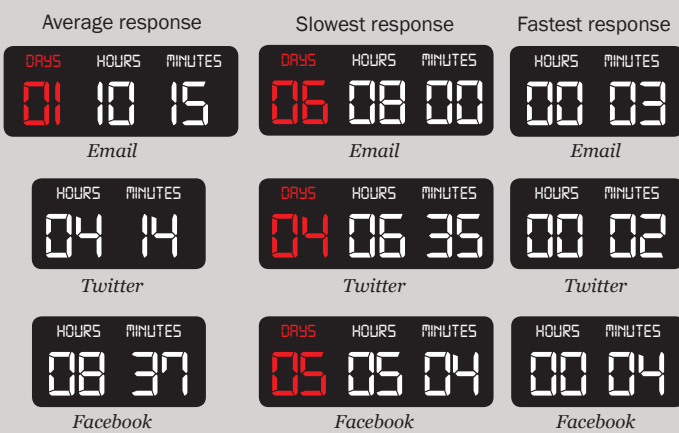 Average response Slowest response Fastest response
DAYS HOURS MINUTES DAYS HOURS MINUTES HOURS MINUTES
01 10 15 06 08 00 00 03
Email Email Email
HOURS MINUTES DAYS HOURS MINUTES HOURS MINUTES
04 14 04 06 35 00 02
Twitter Twitter Twitter
HOURS MINUTES DAYS HOURS MINUTES HOURS MINUTES
08 37 05 05 04 00 04
Facebook Facebook Facebook